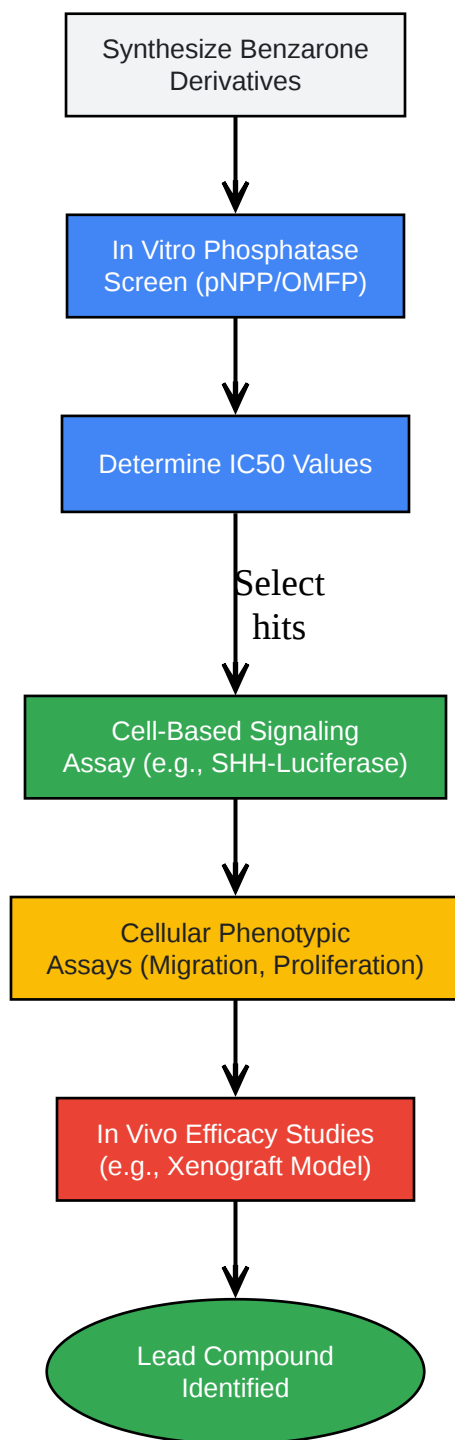 Synthesize Benzarone
Derivatives
In Vitro Phosphatase
Screen (pNPP/OMFP)
Determine IC50 Values
Select
hits
Cell-Based Signaling
Assay (e.g., SHH-Luciferase)
Cellular Phenotypic
Assays (Migration, Proliferation)
In Vivo Efficacy Studies
(e.g., Xenograft Model)
Lead Compound
Identified